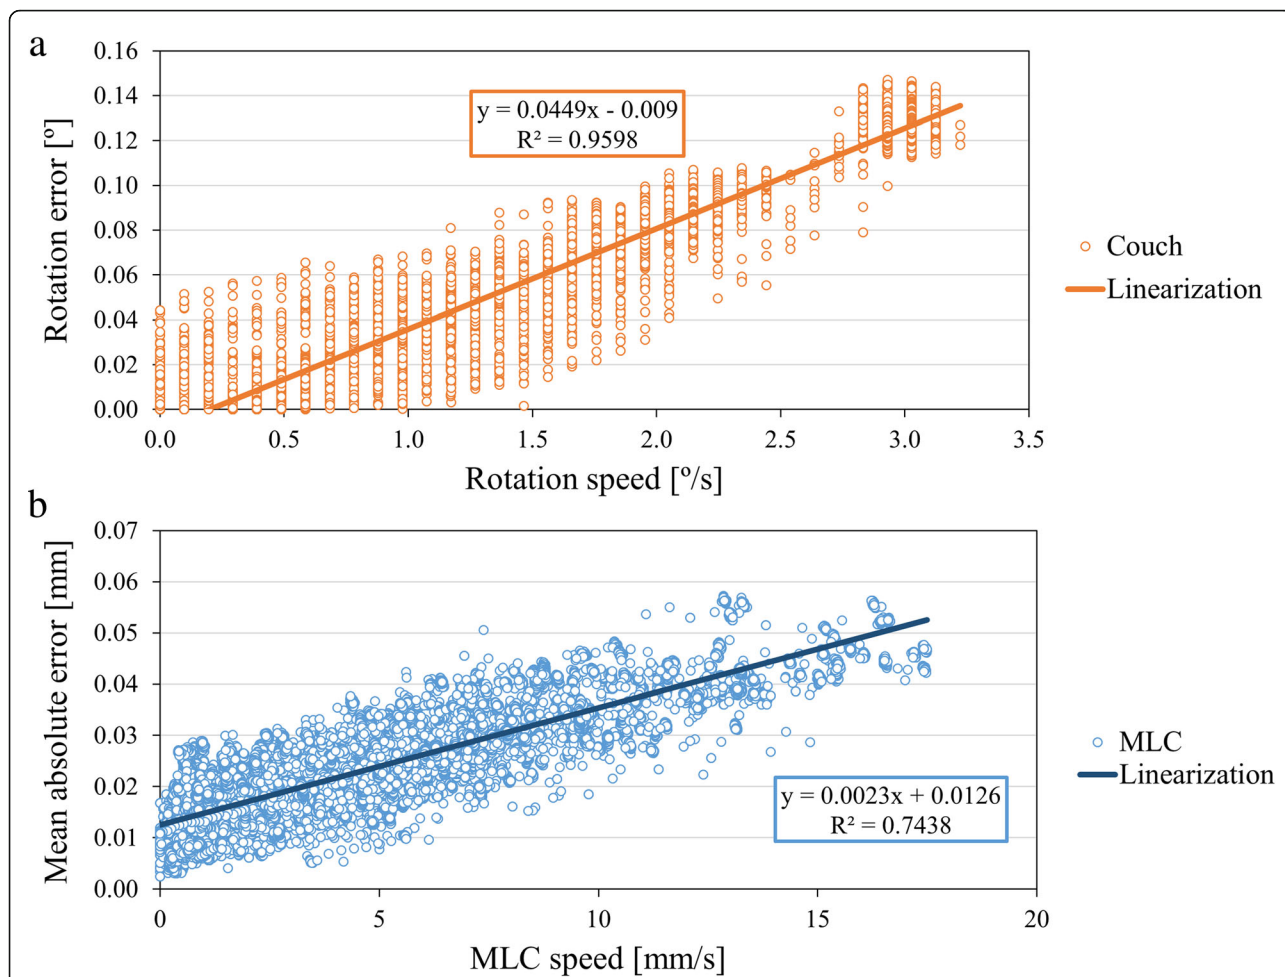 a
0.16
0.14
0.12
0.10
0.08
0.06
0.04
0.02
0.00
Rotation error [º]
y = 0.0449x - 0.009
R² = 0.9598
0.0 0.5 1.0 1.5 2.0 2.5 3.0 3.5
Rotation speed [º/s]
Couch
Linearization
b
0.07
0.06
0.05
0.04
0.03
0.02
0.01
0.00
Mean absolute error [mm]
y = 0.0023x + 0.0126
R² = 0.7438
0 5 10 15 20
MLC speed [mm/s]
MLC
Linearization